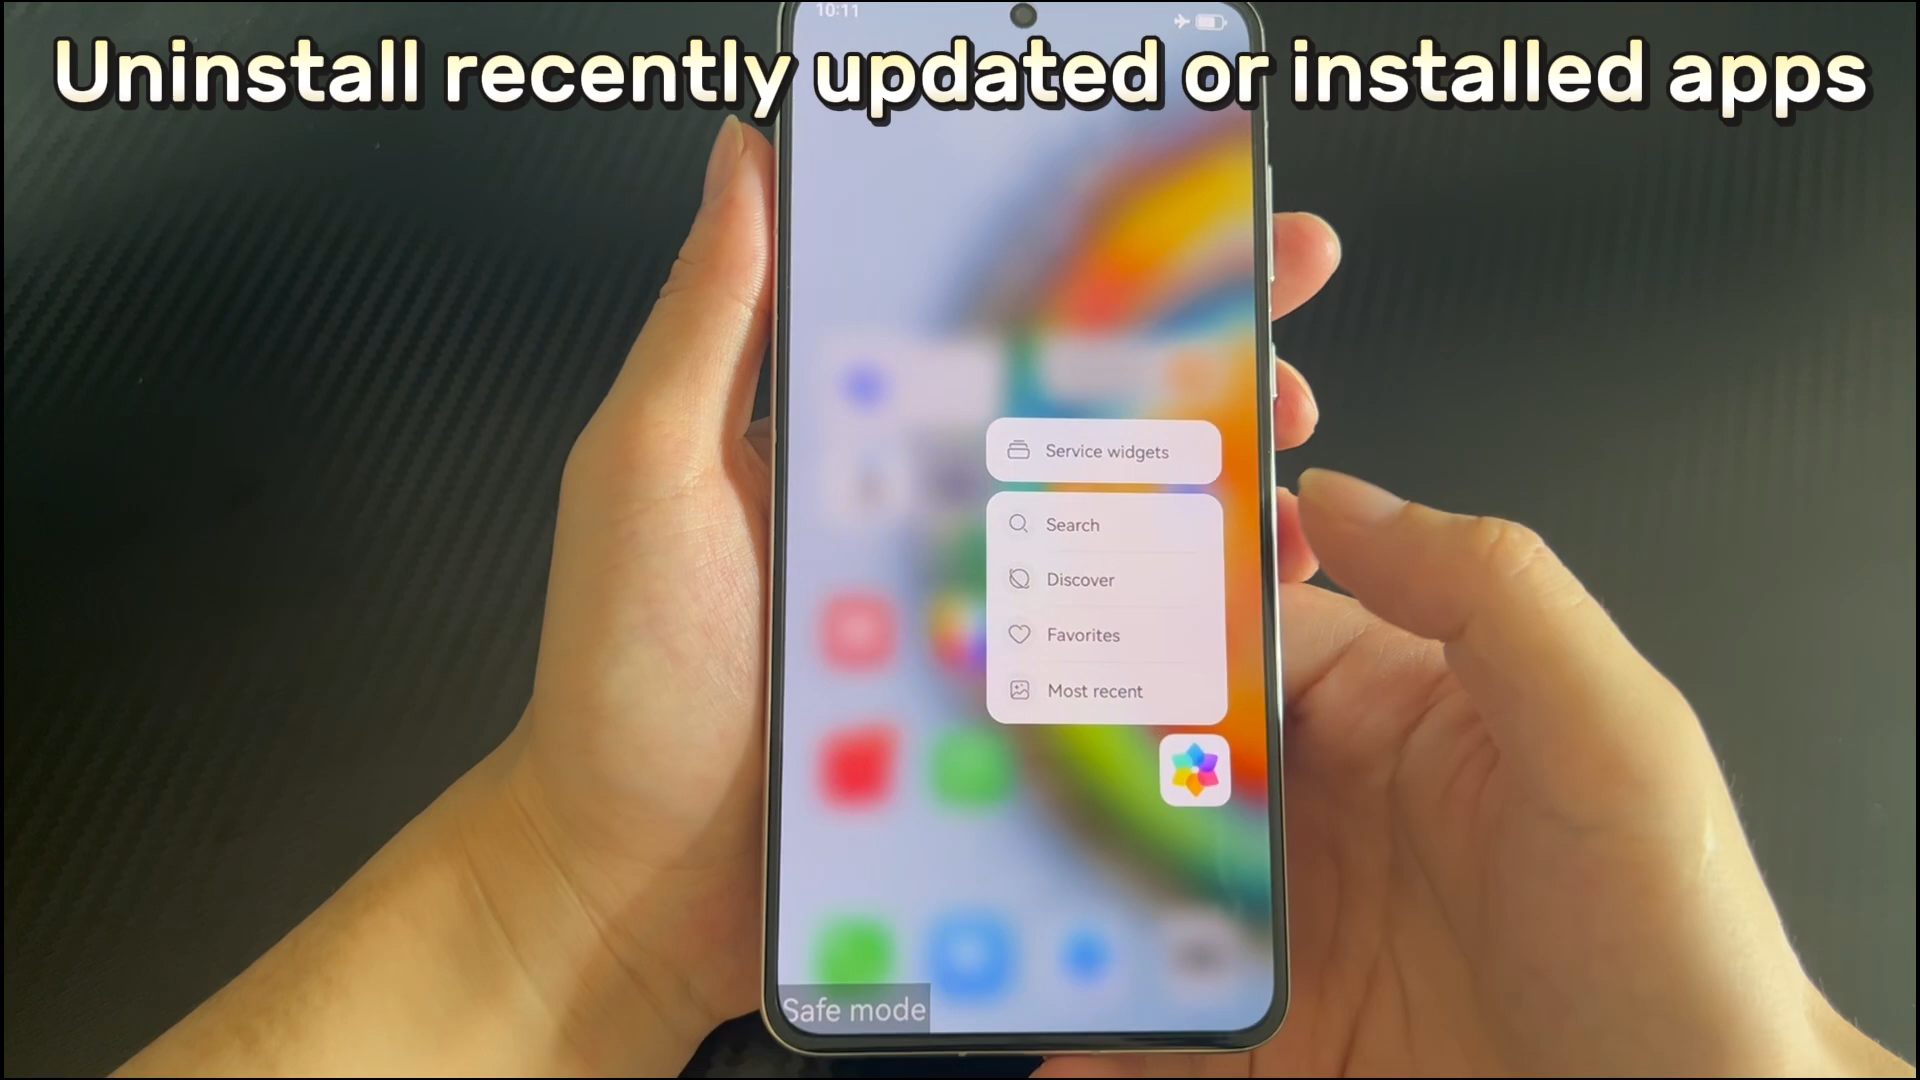 10:11
Uninstall recently updated or installed apps
Service widgets
Search
Discover
Favorites
Most recent
Safe mode